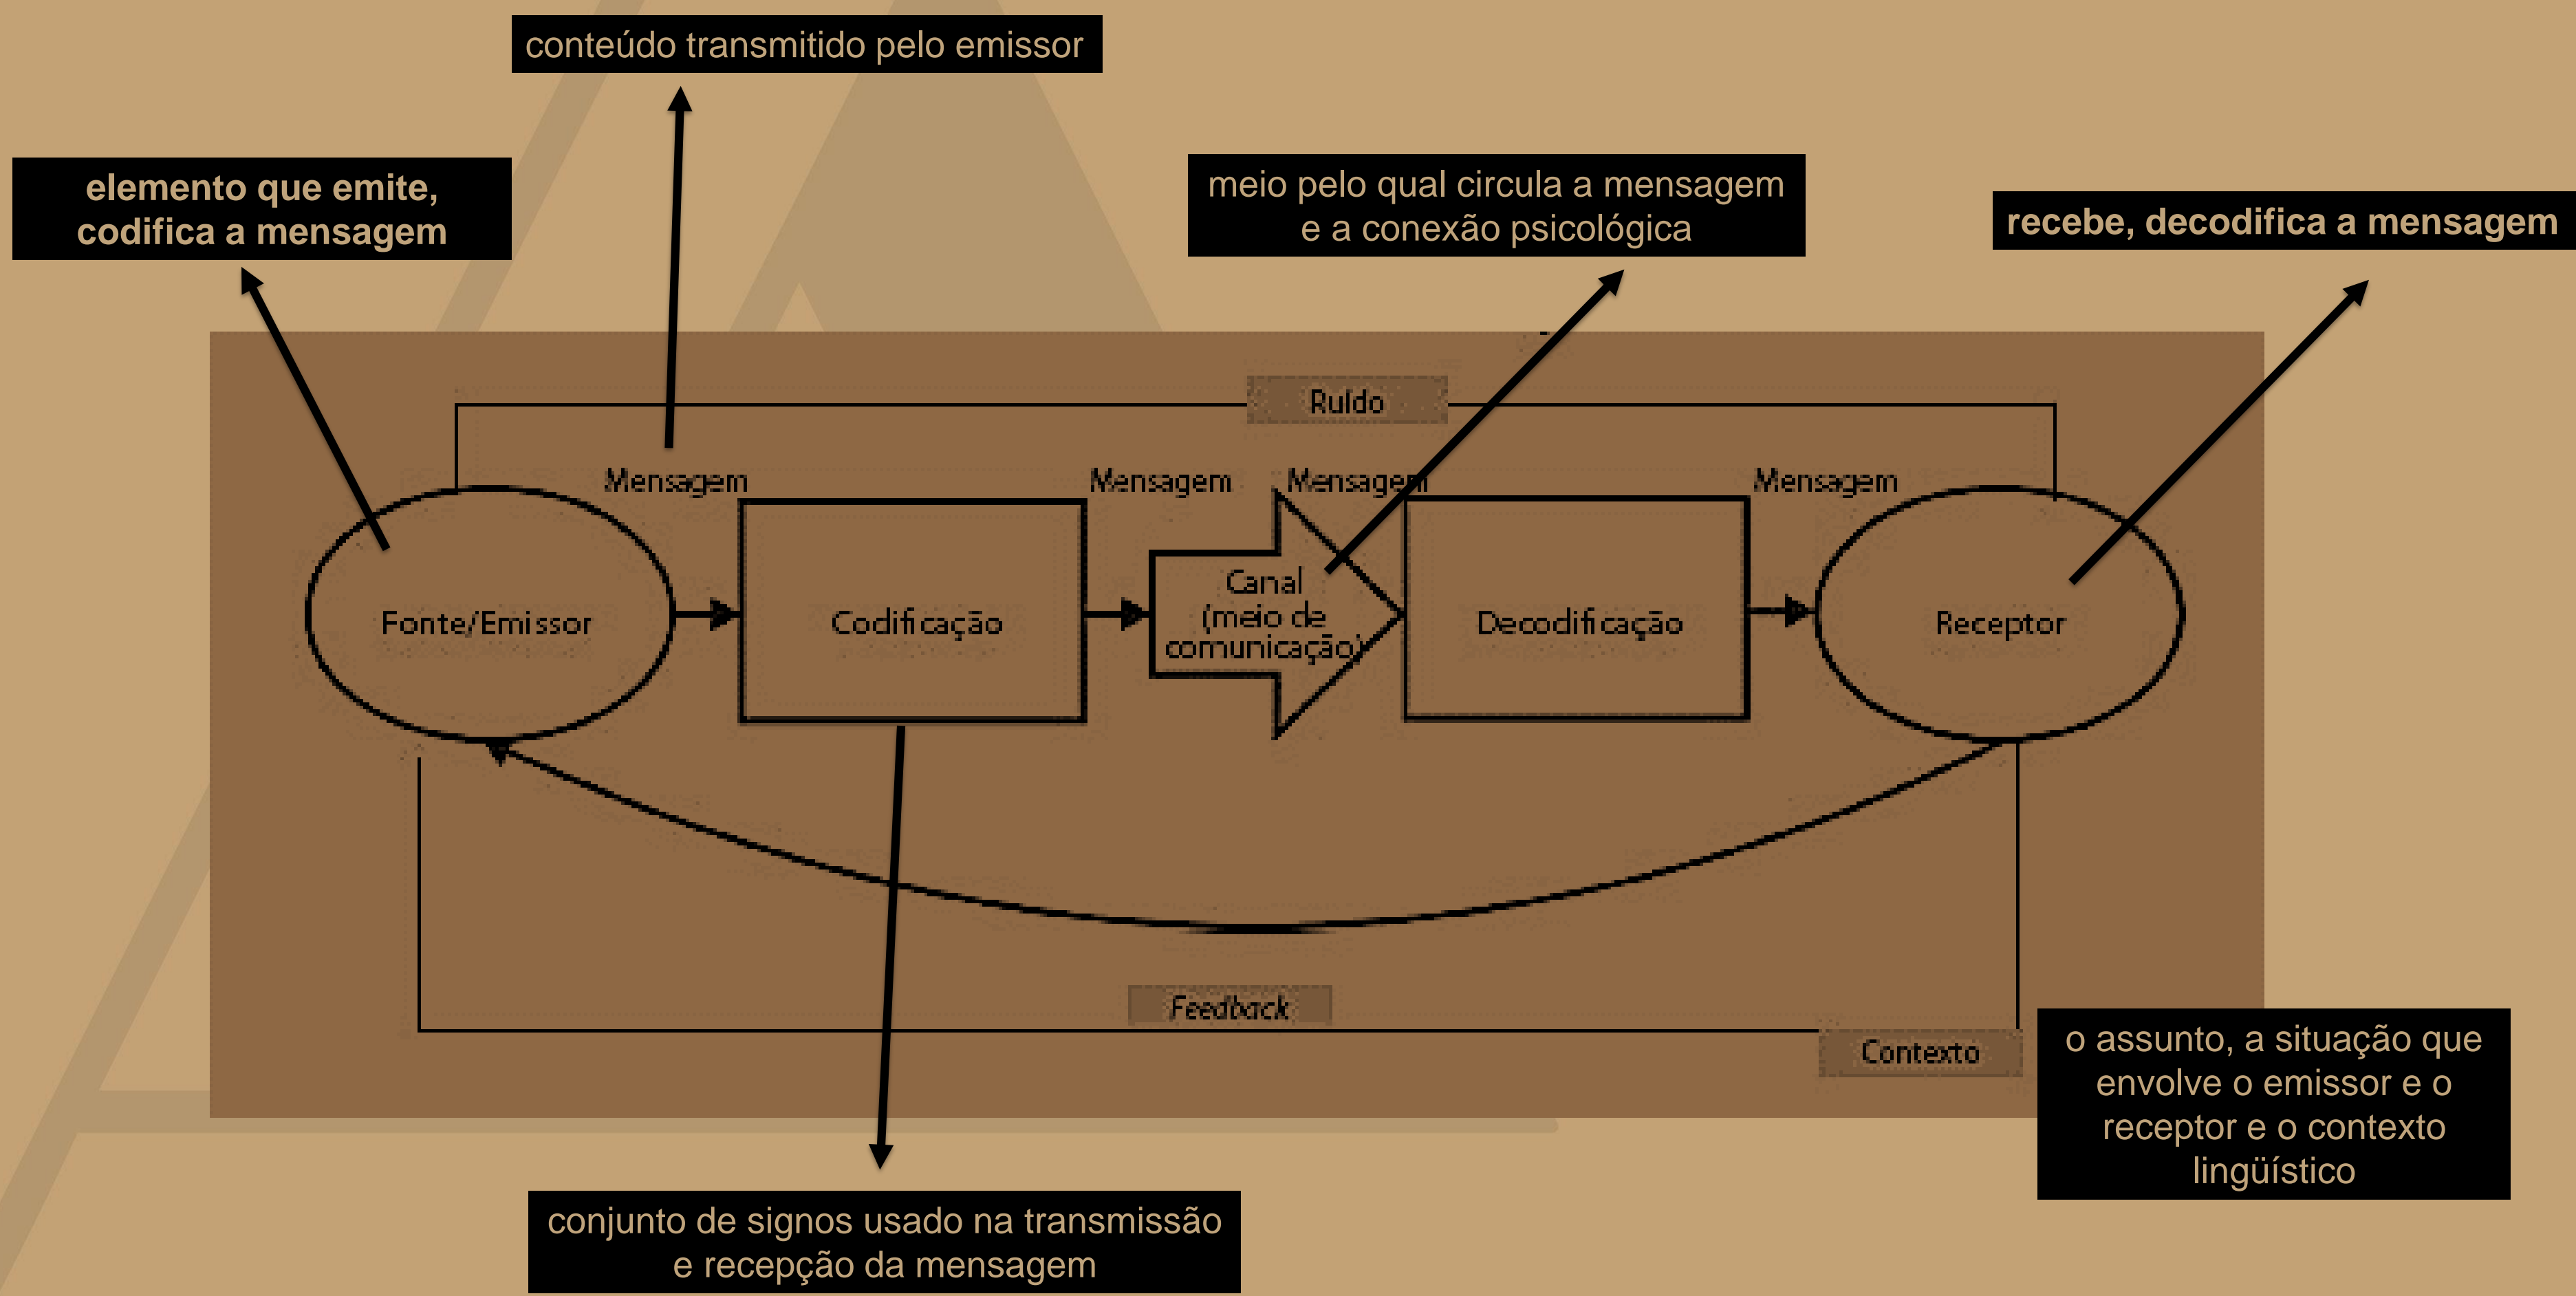 conteúdo transmitido pelo emissor
elemento que emite,
codifica a mensagem
meio pelo qual circula a mensagem
e a conexão psicológica
recebe, decodifica a mensagem
Ruído
Mensagem
Mensagem
Mensagem
Mensagem
Fonte/Emissor
Codificação
Canal
(meio de
comunicação)
Decodificação
Receptor
Feedback
Contexto
o assunto, a situação que
envolve o emissor e o
receptor e o contexto
lingüístico
conjunto de signos usado na transmissão
e recepção da mensagem